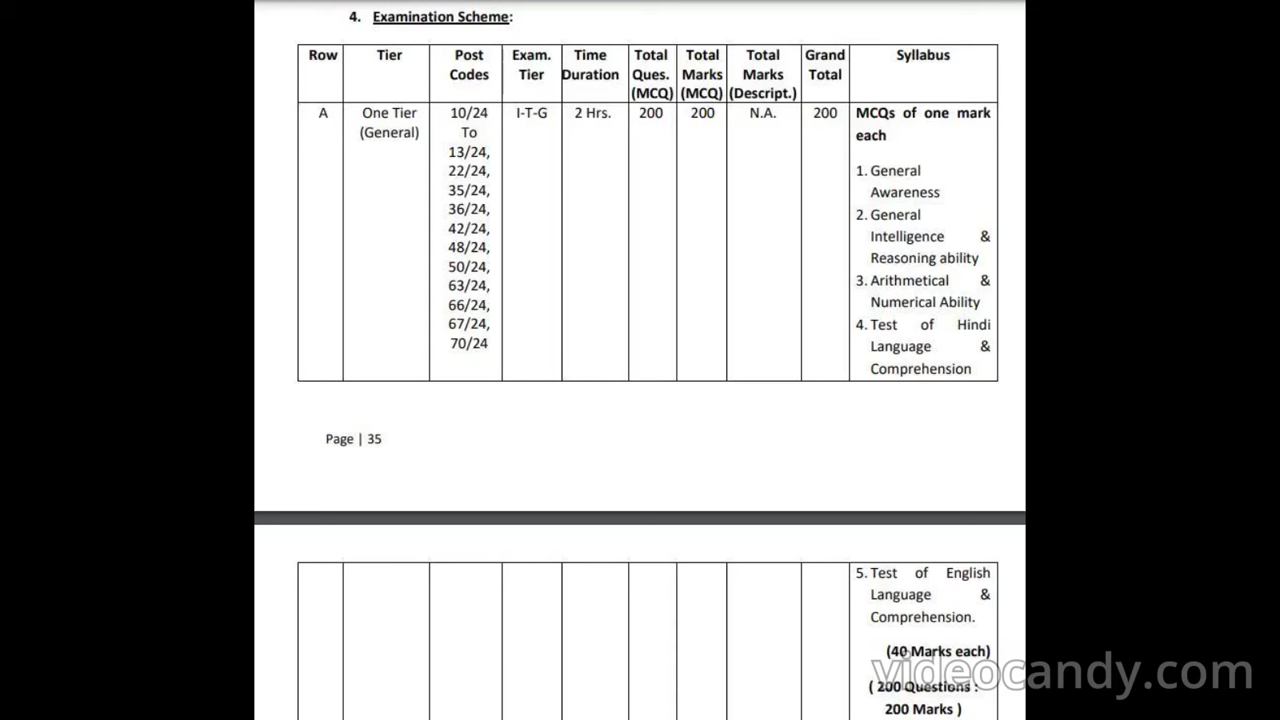 4. Examination Scheme:
Row Tier Post Codes Exam. Tier Time Duration Total Ques. (MCQ) Total Marks (MCQ) Total Marks (Descript.) Grand Total Syllabus
A One Tier (General) 10/24 I-T-G 2 Hrs. 200 200 N.A. 200 MCQs of one mark each
To
13/24,
22/24,
35/24,
36/24,
42/24,
48/24,
50/24,
63/24,
66/24,
67/24,
70/24
1. General
Awareness
2. General
Intelligence &
Reasoning ability
3. Arithmetical &
Numerical Ability
4. Test of Hindi
Language &
Comprehension
Page | 35
5. Test of English
Language &
Comprehension.
(40 Marks each)
videocandy.com
( 200 Questions :
200 Marks )